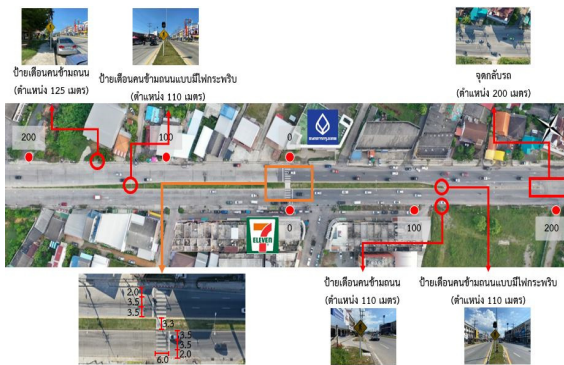 ป้ายเตือนคนข้ามถนน
(ตำแหน่ง 125 เมตร)
ป้ายเตือนคนข้ามถนนแบบมีไฟกระพริบ
(ตำแหน่ง 110 เมตร)
จุดกลับรถ
(ตำแหน่ง 200 เมตร)
200
100
0
0
100
200
7
ELEVEN
2.0
3.5
3.5
3.3
3.5
3.5
2.0
6.0
ป้ายเตือนคนข้ามถนน
(ตำแหน่ง 110 เมตร)
ป้ายเตือนคนข้ามถนนแบบมีไฟกระพริบ
(ตำแหน่ง 110 เมตร)